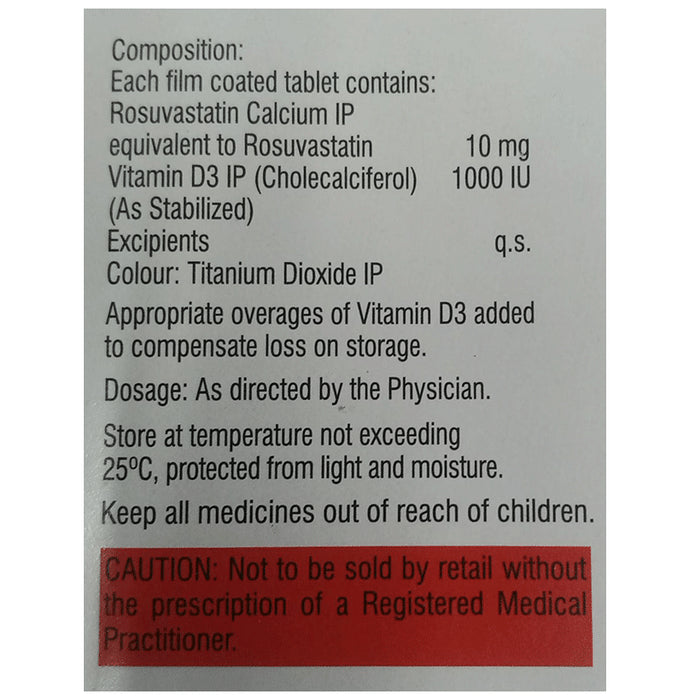 Composition:
Each film coated tablet contains:
Rosuvastatin Calcium IP
equivalent to Rosuvastatin 10 mg
Vitamin D3 IP (Cholecalciferol) 1000 IU
(As Stabilized)
Excipients q.s.
Colour: Titanium Dioxide IP
Appropriate overages of Vitamin D3 added
to compensate loss on storage.
Dosage: As directed by the Physician.
Store at temperature not exceeding
25ºC, protected from light and moisture.
Keep all medicines out of reach of children.
CAUTION: Not to be sold by retail without
the prescription of a Registered Medical
Practitioner.